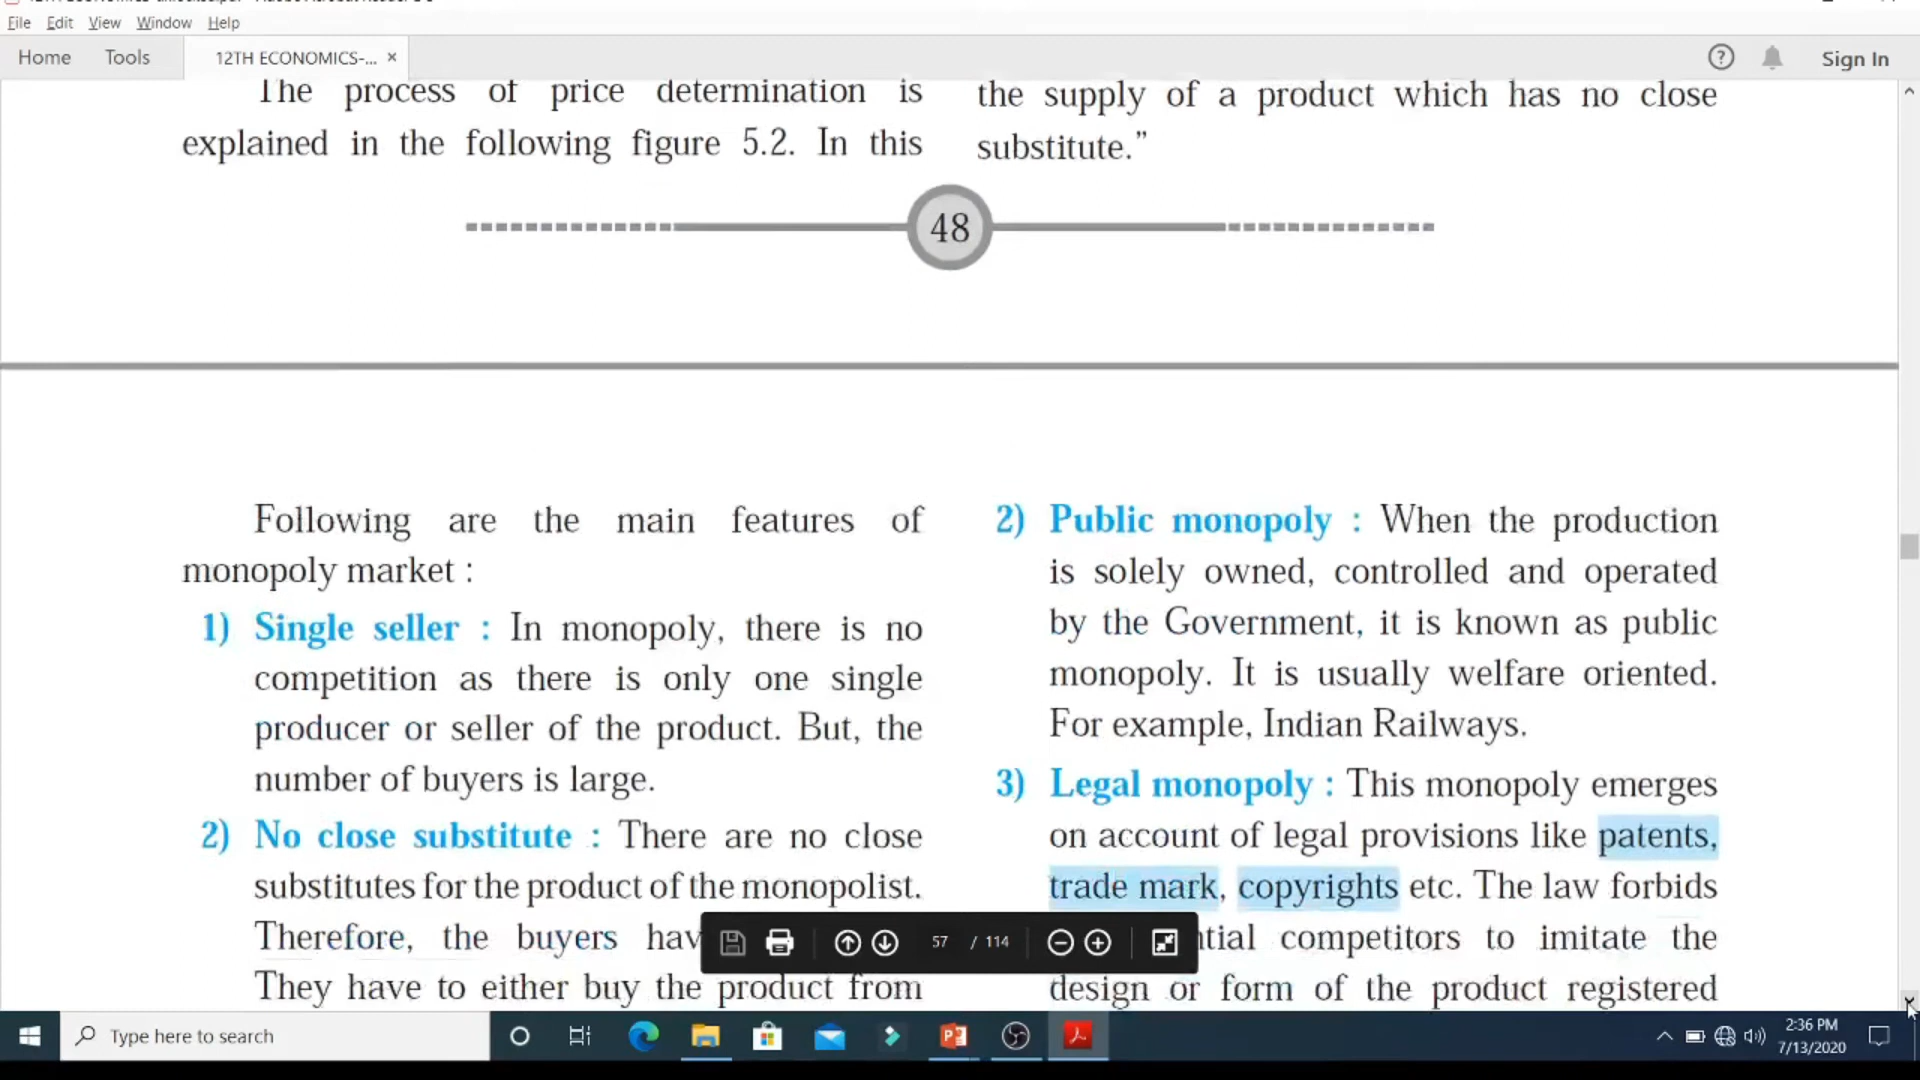 File Edit View Window Help
Home Tools 12TH ECONOMICS-... × Sign In
The process of price determination is
explained in the following figure 5.2. In this
the supply of a product which has no close
substitute.”
48
Following are the main features of
monopoly market :
1) Single seller : In monopoly, there is no
competition as there is only one single
producer or seller of the product. But, the
number of buyers is large.
2) No close substitute : There are no close
substitutes for the product of the monopolist.
Therefore, the buyers hav
They have to either buy the product from
2) Public monopoly : When the production
is solely owned, controlled and operated
by the Government, it is known as public
monopoly. It is usually welfare oriented.
For example, Indian Railways.
3) Legal monopoly : This monopoly emerges
on account of legal provisions like patents,
trade mark, copyrights etc. The law forbids
ntial competitors to imitate the
design or form of the product registered
57 / 114
Type here to search
2:36 PM
7/13/2020